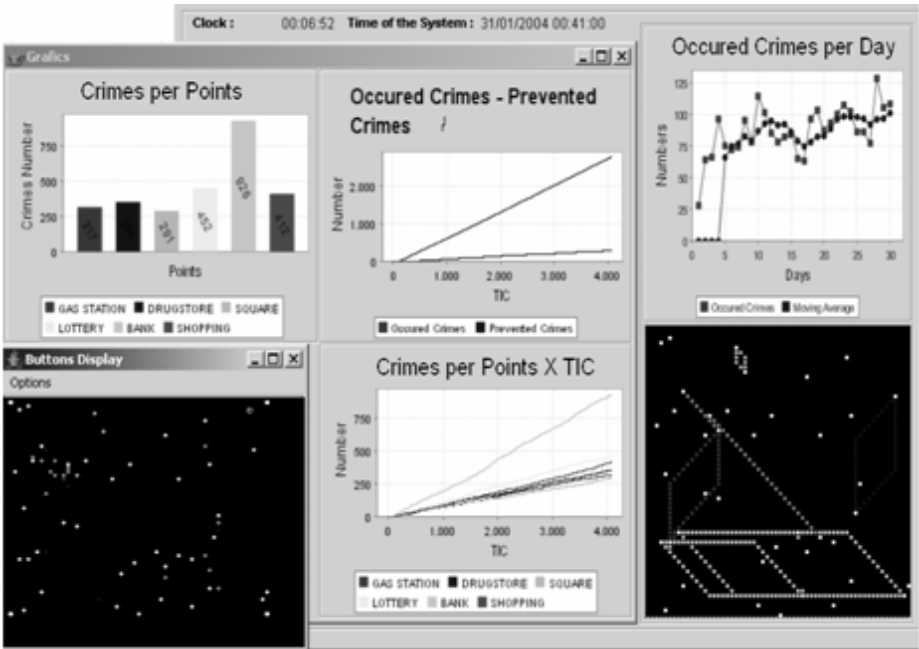 Clock : 00:06:52 Time of the System : 31/01/2004 00:41:00
Grafics
Crimes per Points
Crimes Number
750
500
250
0
317
291
452
926
412
Points
GAS STATION DRUGSTORE SQUARE
LOTTERY BANK SHOPPING
Occured Crimes - Prevented
Crimes
Number
2.000
1.000
0
0 1.000 2.000 3.000 4.000
TIC
Occured Crimes Prevented Crimes
Occured Crimes per Day
Numbers
125
100
75
50
25
0
0 5 10 15 20 25 30
Days
Occured Crimes Moving Average
Buttons Display
Options
Crimes per Points X TIC
Number
750
500
250
0
0 1.000 2.000 3.000 4.000
TIC
GAS STATION DRUGSTORE SQUARE
LOTTERY BANK SHOPPING